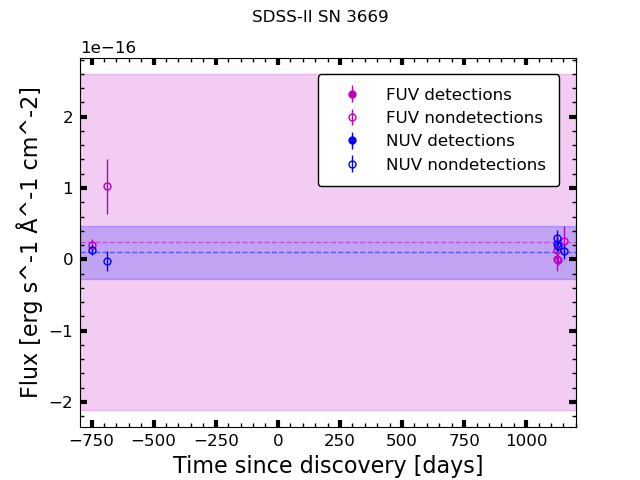 SDSS-II SN 3669
1e−16
FUV detections
FUV nondetections
NUV detections
NUV nondetections
2
1
0
−1
−2
Flux [erg s^-1 Å^-1 cm^-2]
−750 −500 −250 0 250 500 750 1000
Time since discovery [days]